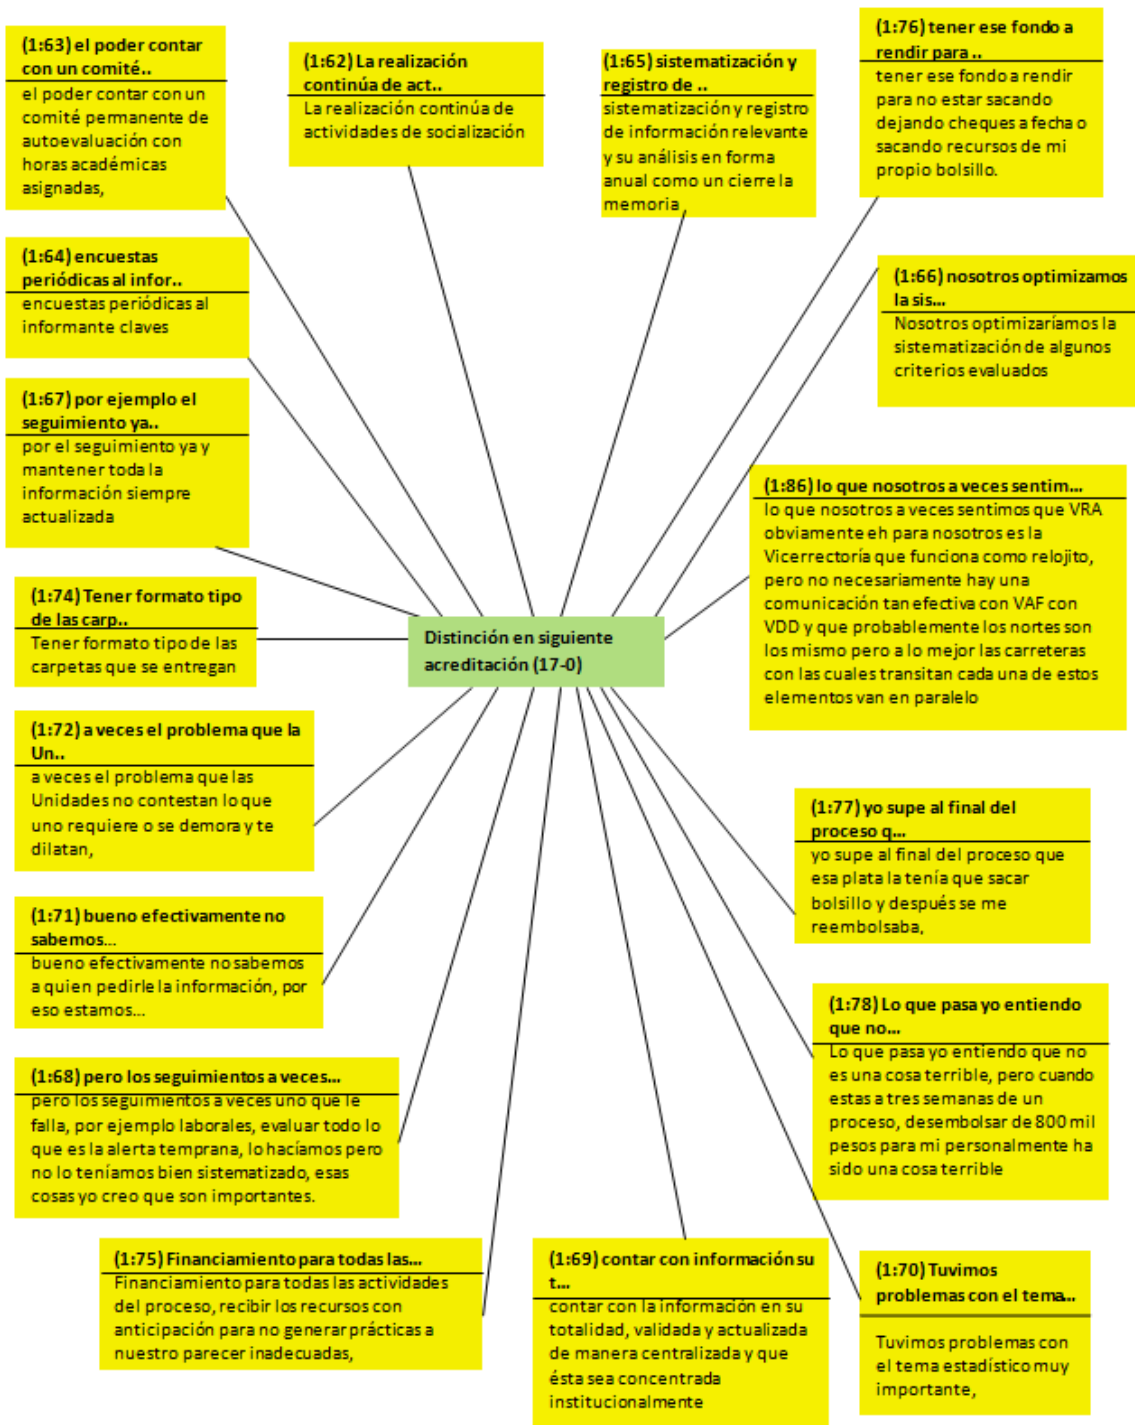 (1:63) el poder contar
con un comité..
el poder contar con un
comité permanente de
autoevaluación con
horas académicas
asignadas,
(1:62) La realización
continúa de act..
La realización continúa de
actividades de socialización
(1:65) sistematización y
registro de ..
sistematización y registro
de información relevante
y su análisis en forma
anual como un cierre la
memoria
(1:76) tener ese fondo a
rendir para ..
tener ese fondo a rendir
para no estar sacando
dejando cheques a fecha o
sacando recursos de mi
propio bolsillo.
(1:64) encuestas
periódicas al infor..
encuestas periódicas al
informante claves
(1:66) nosotros optimizamos
la sis...
Nosotros optimizaríamos la
sistematización de algunos
criterios evaluados
(1:67) por ejemplo el
seguimiento ya..
por el seguimiento ya y
mantener toda la
información siempre
actualizada
(1:86) lo que nosotros a veces sentim...
lo que nosotros a veces sentimos que VRA
obviamente eh para nosotros es la
Vicerrectoría que funciona como relojito,
pero no necesariamente hay una
comunicación tan efectiva con VAF con
VDD y que probablemente los nortes son
los mismo pero a lo mejor las carreteras
con las cuales transitan cada una de estos
elementos van en paralelo
(1:74) Tener formato tipo
de las carp..
Tener formato tipo de las
carpetas que se entregan
Distinción en siguiente
acreditación (17-0)
(1:72) a veces el problema que la
Un..
a veces el problema que las
Unidades no contestan lo que
uno requiere o se demora y te
dilatan,
(1:77) yo supe al final del
proceso q...
yo supe al final del proceso que
esa plata la tenía que sacar
bolsillo y después se me
reembolsaba,
(1:71) bueno efectivamente no
sabemos...
bueno efectivamente no sabemos
a quien pedirle la información, por
eso estamos...
(1:78) Lo que pasa yo entiendo
que no...
Lo que pasa yo entiendo que no
es una cosa terrible, pero cuando
estas a tres semanas de un
proceso, desembolsar de 800 mil
pesos para mi personalmente ha
sido una cosa terrible
(1:68) pero los seguimientos a veces...
pero los seguimientos a veces uno que le
falla, por ejemplo laborales, evaluar todo lo
que es la alerta temprana, lo hacíamos pero
no lo teníamos bien sistematizado, esas
cosas yo creo que son importantes.
(1:75) Financiamiento para todas las...
Financiamiento para todas las actividades
del proceso, recibir los recursos con
anticipación para no generar prácticas a
nuestro parecer inadecuadas,
(1:69) contar con información su
t...
contar con la información en su
totalidad, validada y actualizada
de manera centralizada y que
ésta sea concentrada
institucionalmente
(1:70) Tuvimos
problemas con el tema...
Tuvimos problemas con
el tema estadístico muy
importante,